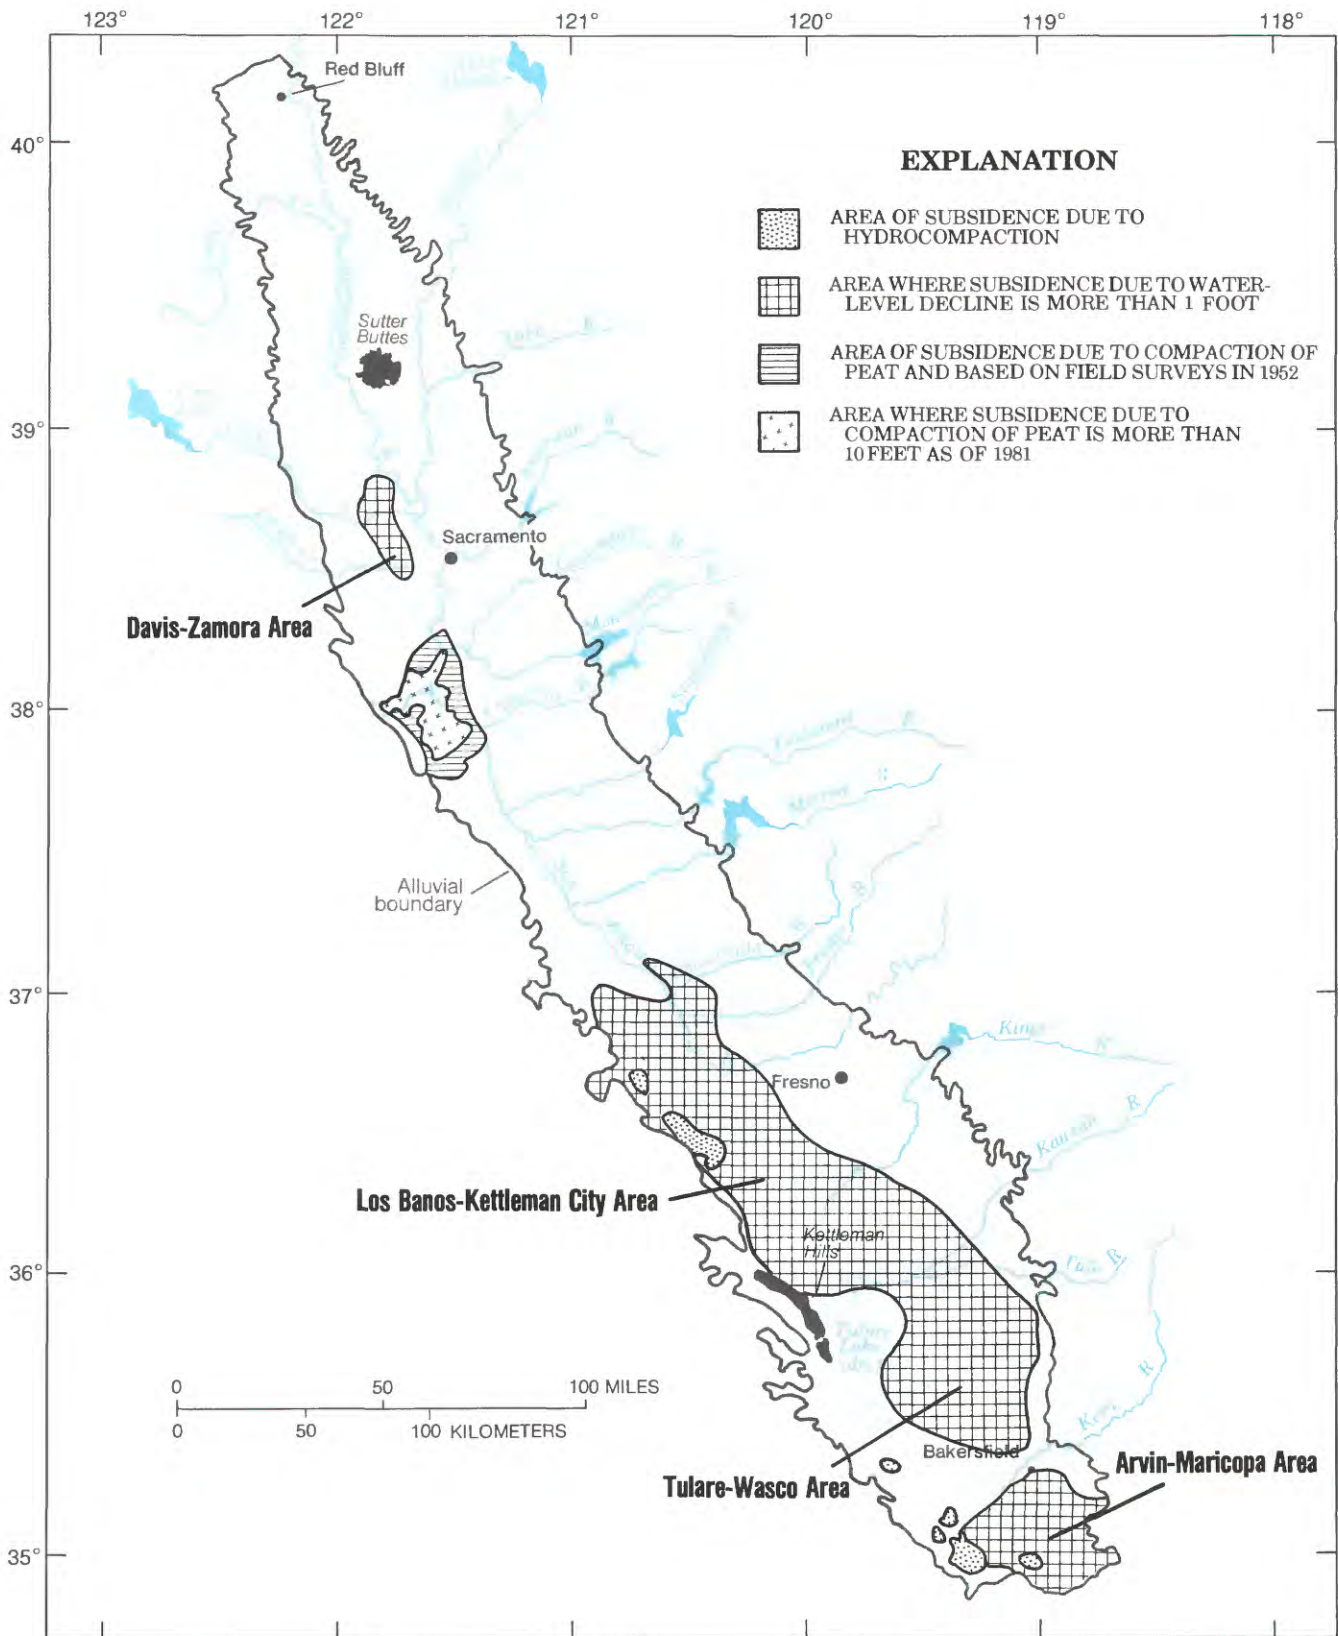 123° 122° 121° 120° 119° 118°
Red Bluff
40°
EXPLANATION
AREA OF SUBSIDENCE DUE TO
HYDROCOMPACTION
AREA WHERE SUBSIDENCE DUE TO WATER-
LEVEL DECLINE IS MORE THAN 1 FOOT
AREA OF SUBSIDENCE DUE TO COMPACTION OF
PEAT AND BASED ON FIELD SURVEYS IN 1952
AREA WHERE SUBSIDENCE DUE TO
COMPACTION OF PEAT IS MORE THAN
10 FEET AS OF 1981
Sutter
Buttes
39°
Sacramento
Davis-Zamora Area
38°
Alluvial
boundary
37°
Kings R
Fresno
R
Los Banos-Kettleman City Area
Kettleman
Hills
36°
R
0 50 100 MILES
0 50 100 KILOMETERS
R
Bakersfield
Arvin-Maricopa Area
Tulare-Wasco Area
35°